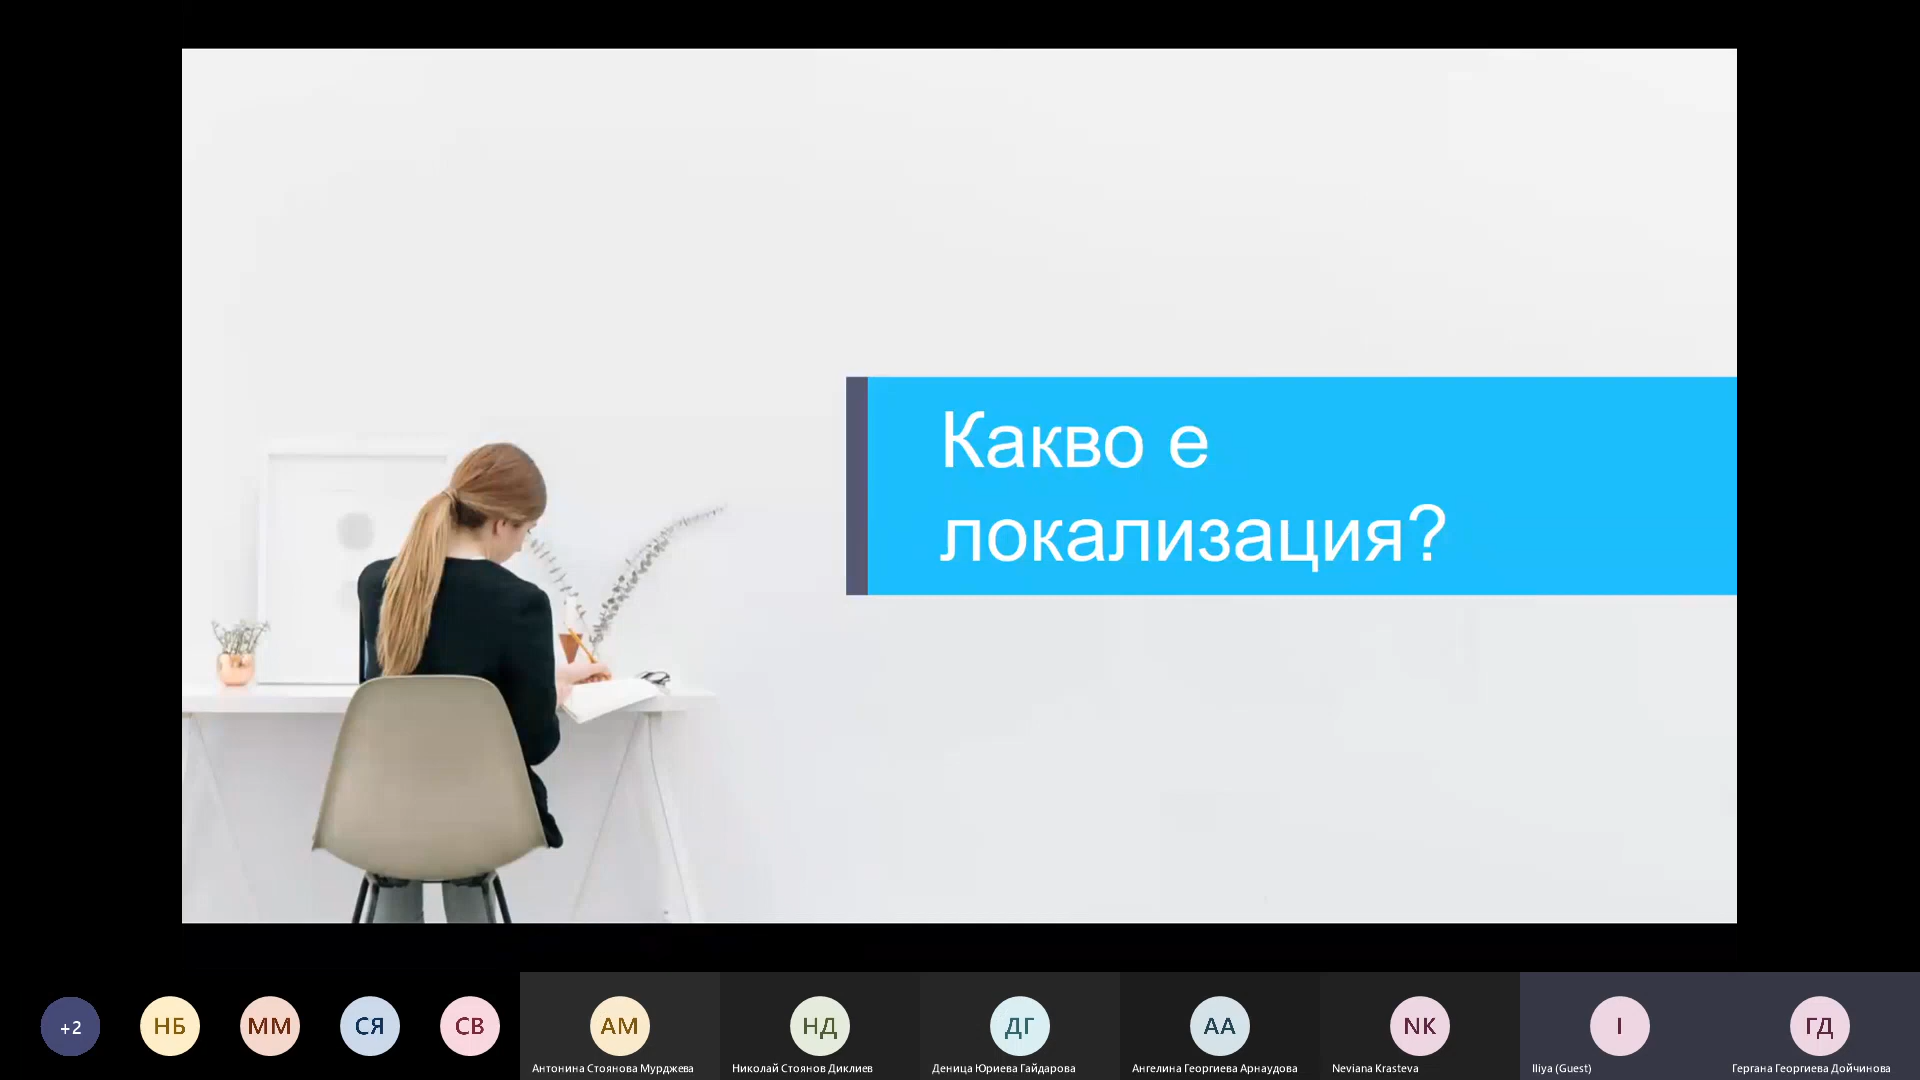 Какво е
локализация?
+2
НБ
ММ
СЯ
СВ
АМ
НД
ДГ
АА
NK
I
ГД
Антонина Стоянова Мурджева
Николай Стоянов Диклиев
Деница Юриева Гайдарова
Ангелина Георгиева Арнаудова
Neviana Krasteva
Iliya (Guest)
Гергана Георгиева Дойчинова